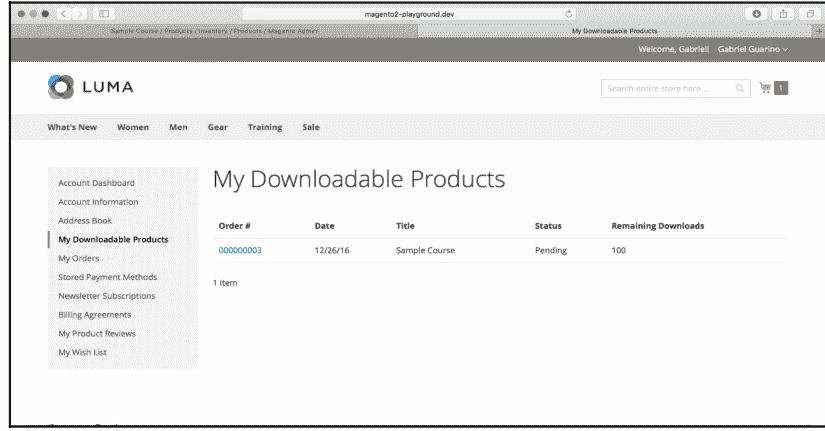 magento2-playground.dev
Sample Course / Products / Inventory / Products / Magento Admin
My Downloadable Products
Welcome, Gabriel! Gabriel Guarino
LUMA
Search entire store here...
1
What's New Women Men Gear Training Sale
Account Dashboard
Account Information
Address Book
My Downloadable Products
My Orders
Stored Payment Methods
Newsletter Subscriptions
Billing Agreements
My Product Reviews
My Wish List
My Downloadable Products
Order # Date Title Status Remaining Downloads
000000003 12/26/16 Sample Course Pending 100
1 Item